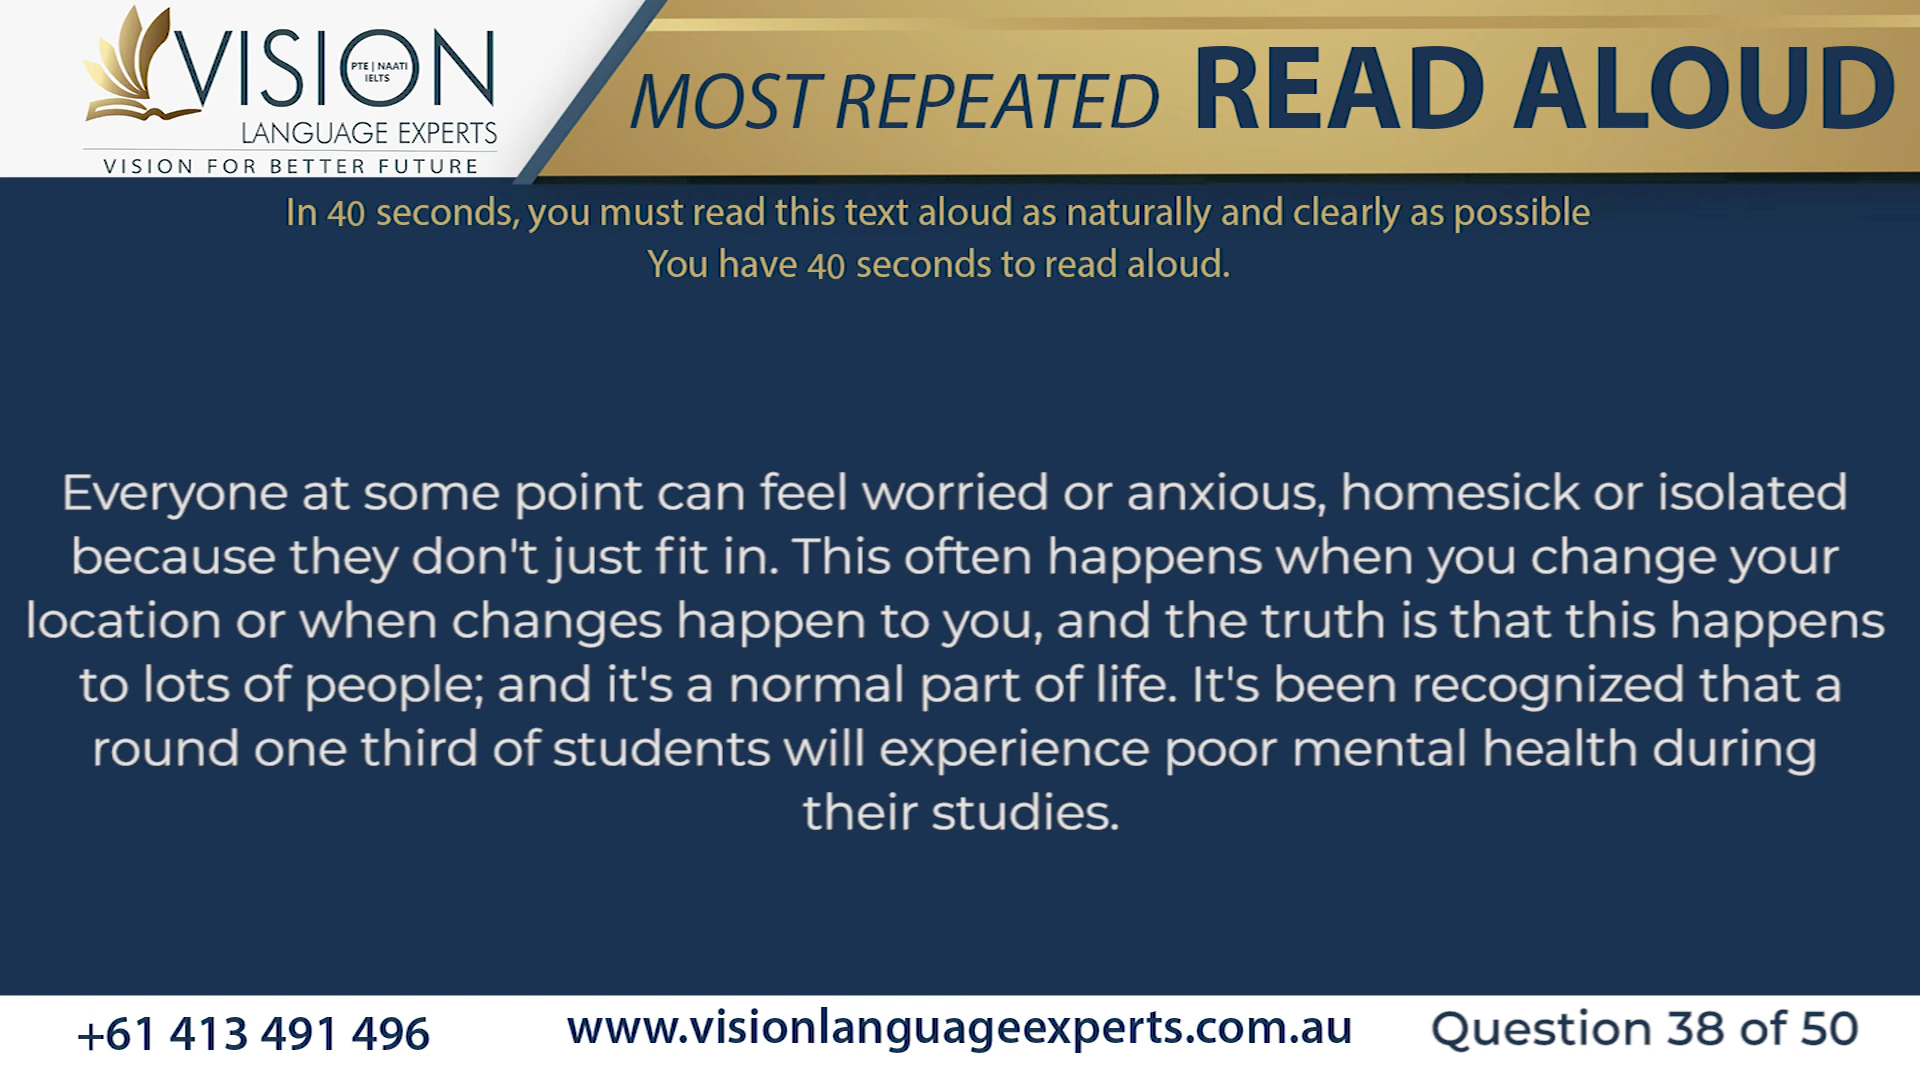 VISION
PTE | NAATI
IELTS
LANGUAGE EXPERTS
VISION FOR BETTER FUTURE
MOST REPEATED READ ALOUD
In 40 seconds, you must read this text aloud as naturally and clearly as possible
You have 40 seconds to read aloud.
Everyone at some point can feel worried or anxious, homesick or isolated
because they don't just fit in. This often happens when you change your
location or when changes happen to you, and the truth is that this happens
to lots of people; and it's a normal part of life. It's been recognized that a
round one third of students will experience poor mental health during
their studies.
+61 413 491 496
www.visionlanguageexperts.com.au
Question 38 of 50